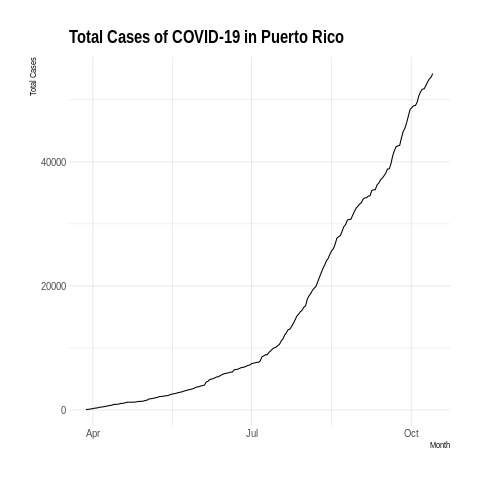 Total Cases of COVID-19 in Puerto Rico
Total Cases
40000
20000
0
Apr Jul Oct
Month